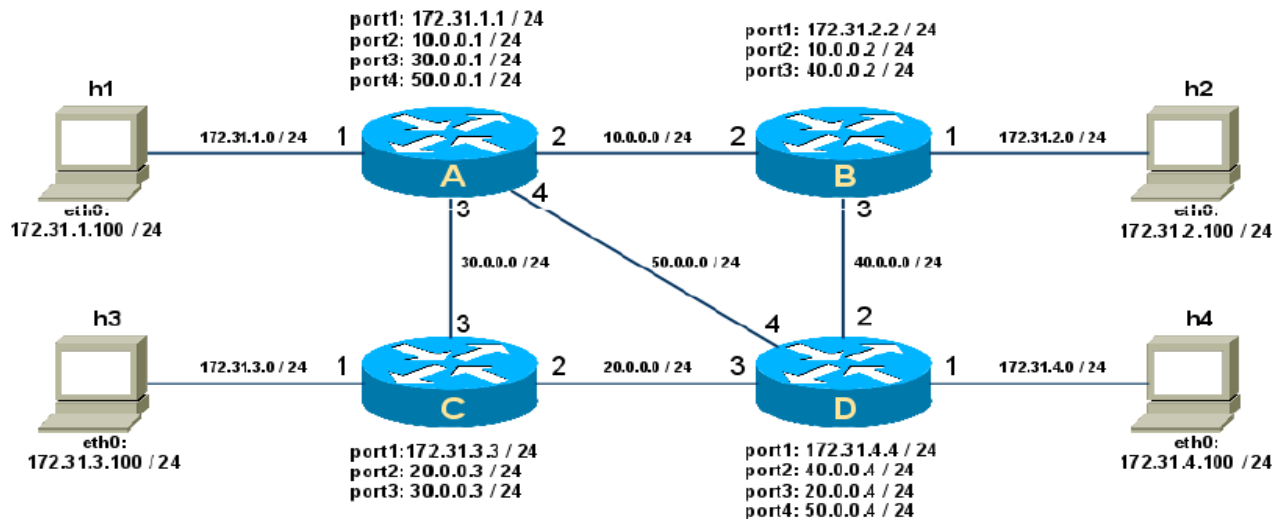 port1: 172.31.1.1 / 24
port2: 10.0.0.1 / 24
port3: 30.0.0.1 / 24
port4: 50.0.0.1 / 24
port1: 172.31.2.2 / 24
port2: 10.0.0.2 / 24
port3: 40.0.0.2 / 24
h1
h2
172.31.1.0 / 24
1
2
10.0.0.0 / 24
2
1
172.31.2.0 / 24
A
B
4
3
3
eth0:
172.31.1.100 / 24
eth0:
172.31.2.100 / 24
30.0.0.0 / 24
50.0.0.0 / 24
40.0.0.0 / 24
h3
h4
3
4
2
172.31.3.0 / 24
1
2
20.0.0.0 / 24
3
1
172.31.4.0 / 24
C
D
eth0:
172.31.3.100 / 24
port1:172.31.3.3 / 24
port2: 20.0.0.3 / 24
port3: 30.0.0.3 / 24
port1: 172.31.4.4 / 24
port2: 40.0.0.4 / 24
port3: 20.0.0.4 / 24
port4: 50.0.0.4 / 24
eth0:
172.31.4.100 / 24